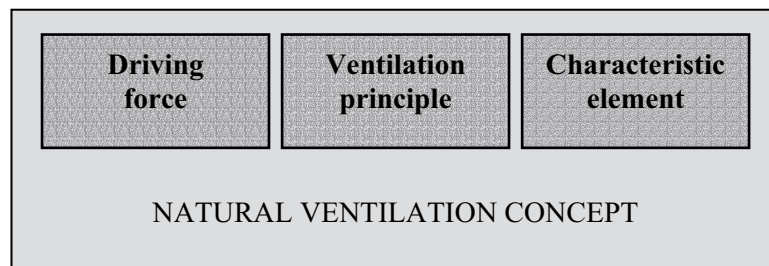 Driving
force
Ventilation
principle
Characteristic
element
NATURAL VENTILATION CONCEPT